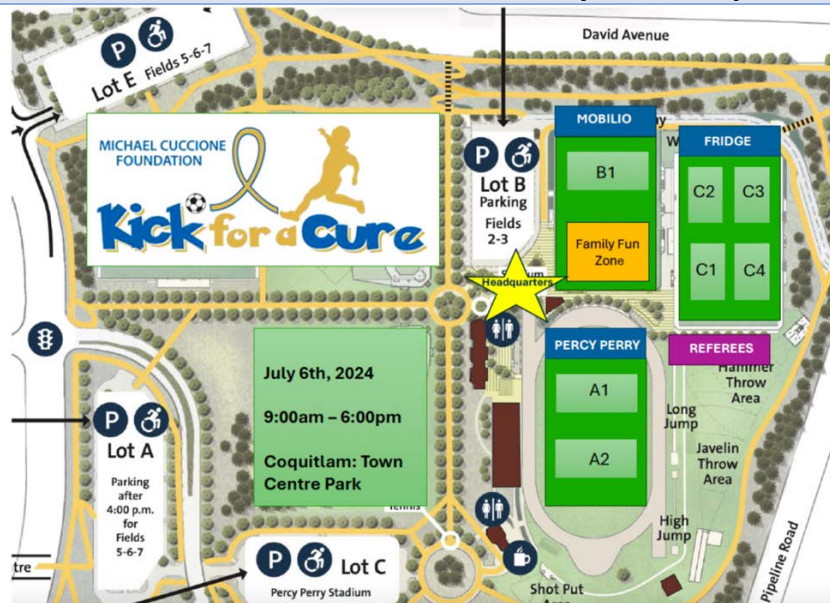 David Avenue
P
Lot E Fields 5-6-7
MICHAEL CUCCIONE
FOUNDATION
Kick for a Cure
P
Lot B
Parking
Fields
2-3
MOBILIO
B1
Family Fun
Zone
FRIDGE
C2
C3
C1
C4
Headquarters
July 6th, 2024
9:00am – 6:00pm
Coquitlam: Town
Centre Park
PERCY PERRY
A1
A2
REFEREES
Hammer
Throw
Area
Long
Jump
Javelin
Throw
Area
High
Jump
P
Lot A
Parking
after
4:00 p.m.
for
Fields
5-6-7
Tennis
P
Lot C
Percy Perry Stadium
Shot Put
Pipeline Road